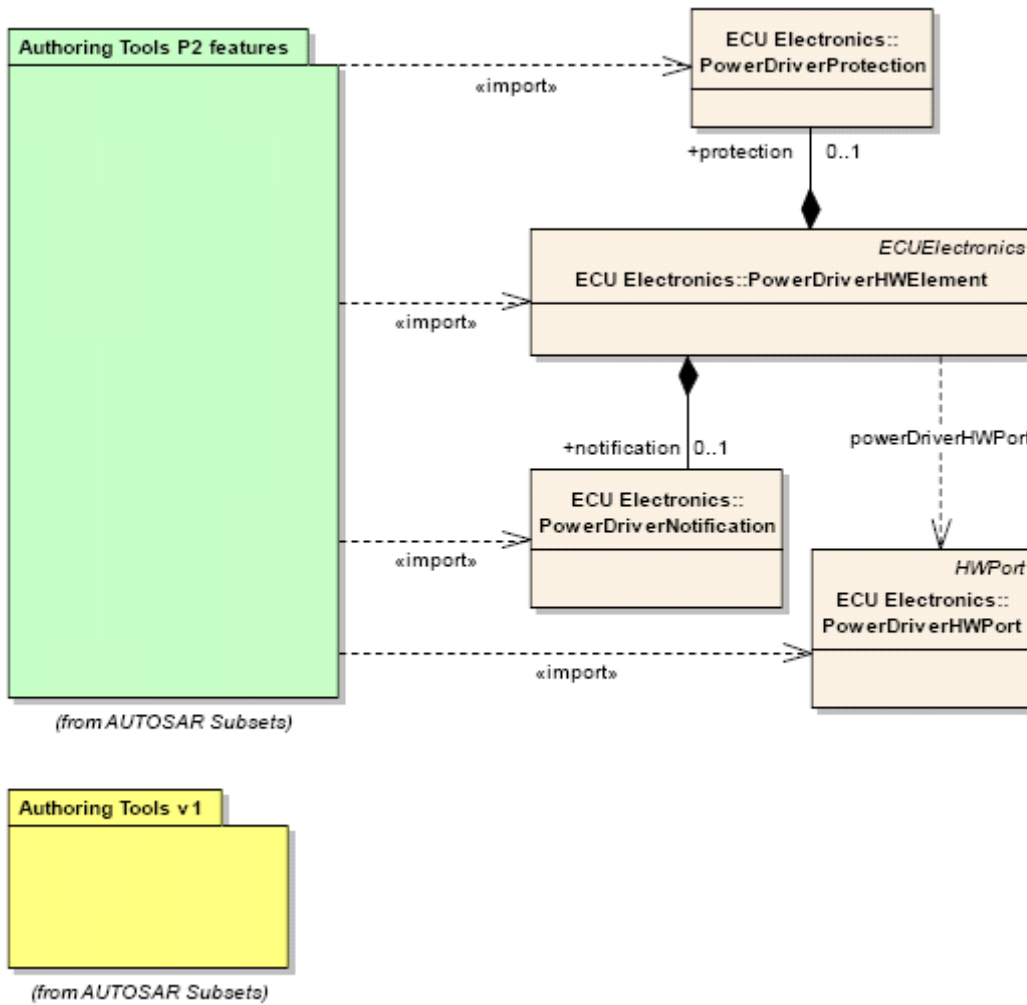 Authoring Tools P2 features
ECU Electronics::
PowerDriverProtection
«import»
+protection 0..1
ECUElectronics
ECU Electronics::PowerDriverHWElement
«import»
powerDriverHWPort
+notification 0..1
ECU Electronics::
PowerDriverNotification
«import»
HWPort
ECU Electronics::
PowerDriverHWPort
«import»
(from AUTOSAR Subsets)
Authoring Tools v1
(from AUTOSAR Subsets)